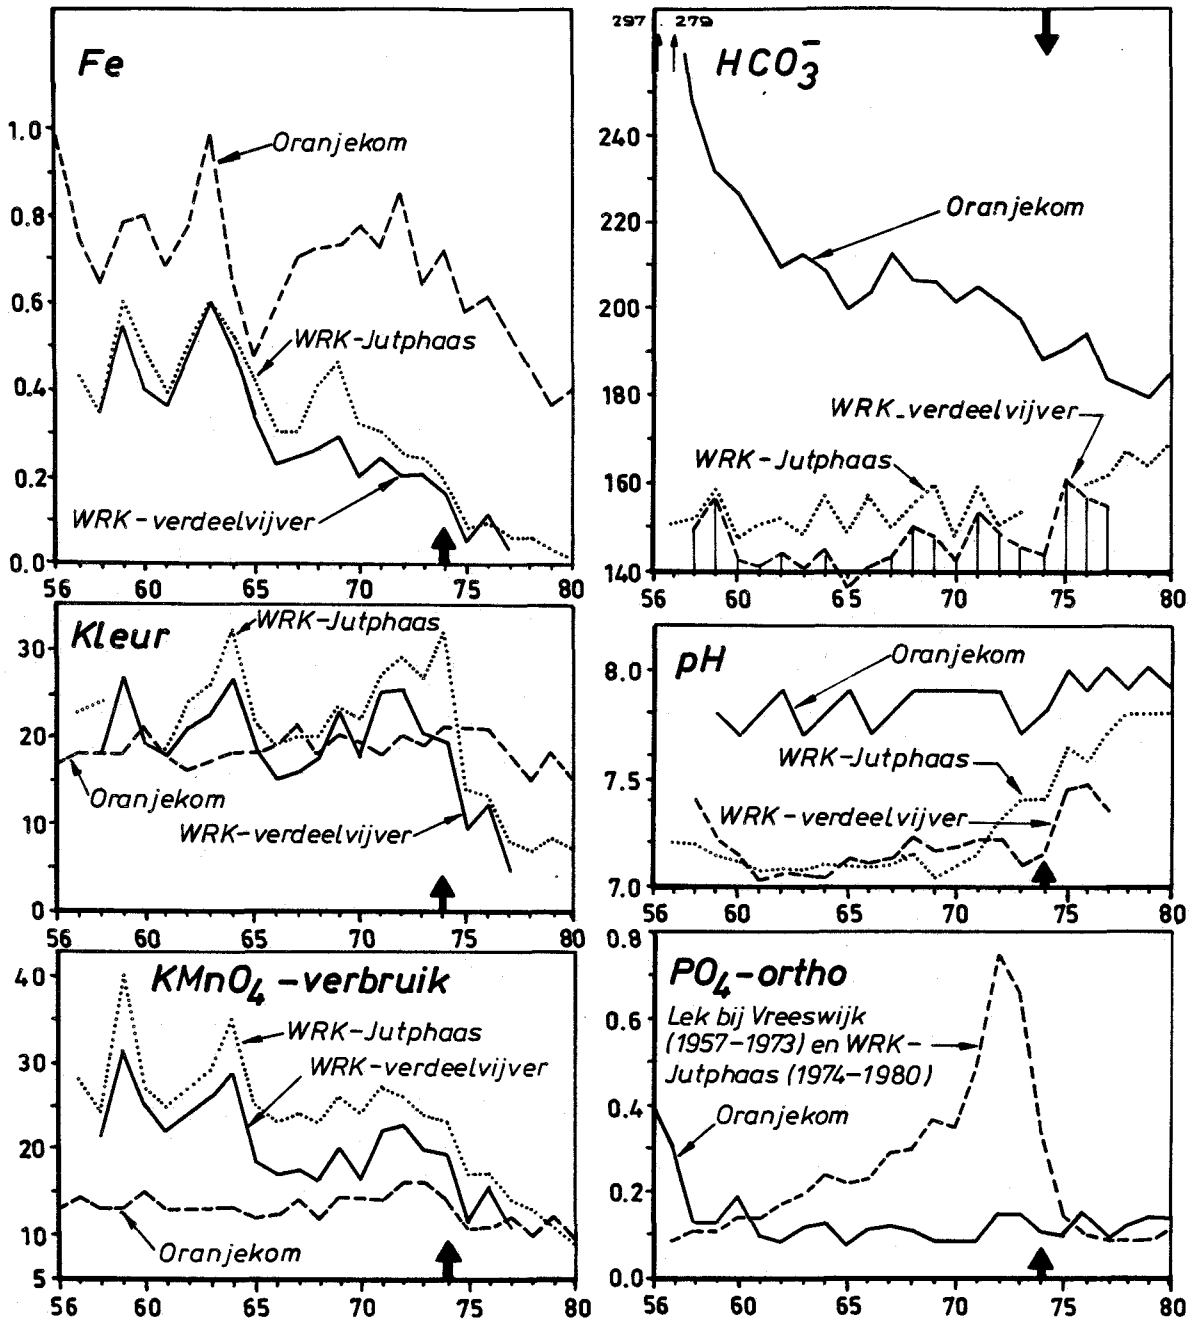 Fe
1.0
0.8
0.6
0.4
0.2
0.0
Oranjekom
WRK-Jutphaas
WRK-verdeelvijver
56 60 65 70 75 80
297 279
HCO3⁻
240
220
200
180
160
140
Oranjekom
WRK-verdeelvijver
WRK-Jutphaas
56 60 65 70 75 80
Kleur
30
20
10
0
WRK-Jutphaas
Oranjekom
WRK-verdeelvijver
56 60 65 70 75 80
pH
8.0
7.5
7.0
Oranjekom
WRK-Jutphaas
WRK-verdeelvijver
56 60 65 70 75 80
KMnO4-verbruik
40
30
20
10
5
WRK-Jutphaas
WRK-verdeelvijver
Oranjekom
56 60 65 70 75 80
PO4-ortho
0.8
0.6
0.4
0.2
0.0
Lek bij Vreeswijk
(1957-1973) en WRK-
Jutphaas (1974-1980)
Oranjekom
56 60 65 70 75 80